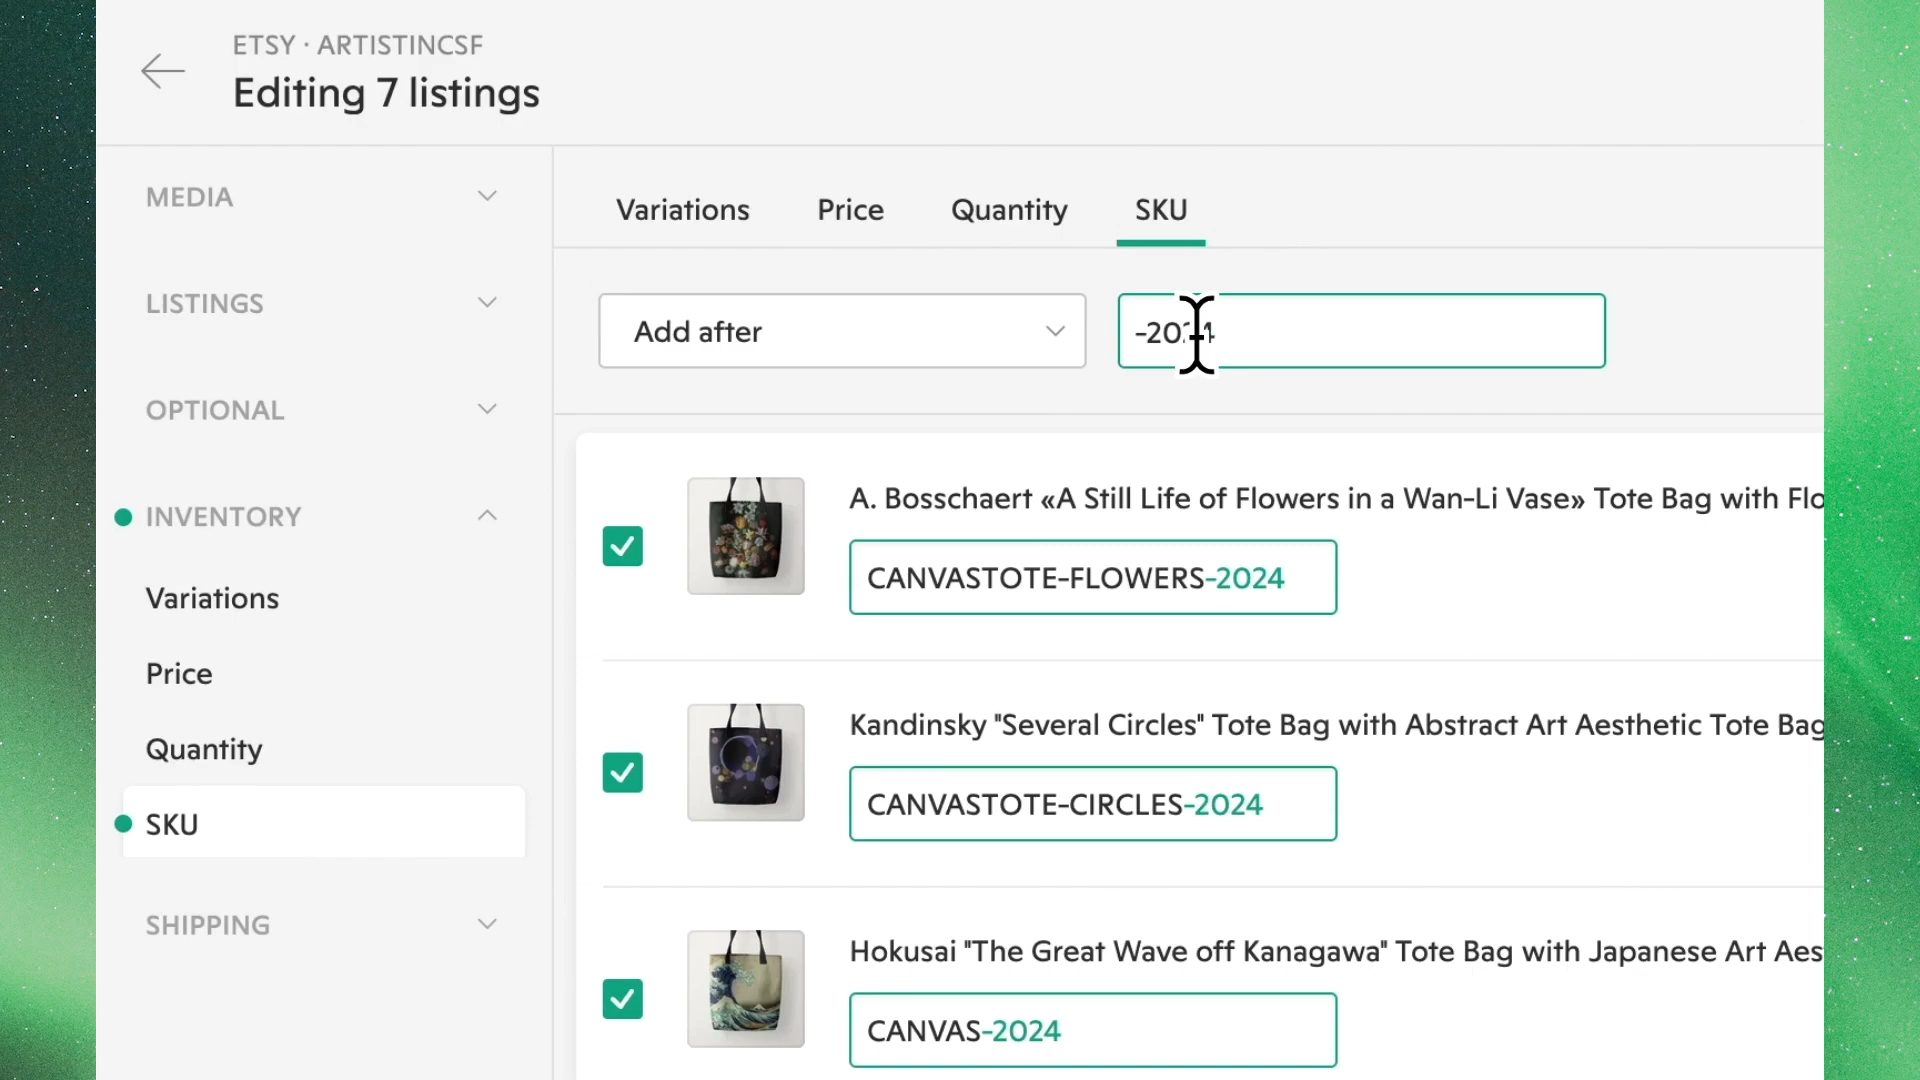 ETSY · ARTISTINCSF
Editing 7 listings
MEDIA
LISTINGS
OPTIONAL
INVENTORY
Variations
Price
Quantity
SKU
SHIPPING
Variations Price Quantity SKU
Add after
-2024
A. Bosschaert «A Still Life of Flowers in a Wan-Li Vase» Tote Bag with Flo
CANVASTOTE-FLOWERS-2024
Kandinsky "Several Circles" Tote Bag with Abstract Art Aesthetic Tote Bag
CANVASTOTE-CIRCLES-2024
Hokusai "The Great Wave off Kanagawa" Tote Bag with Japanese Art Aes
CANVAS-2024